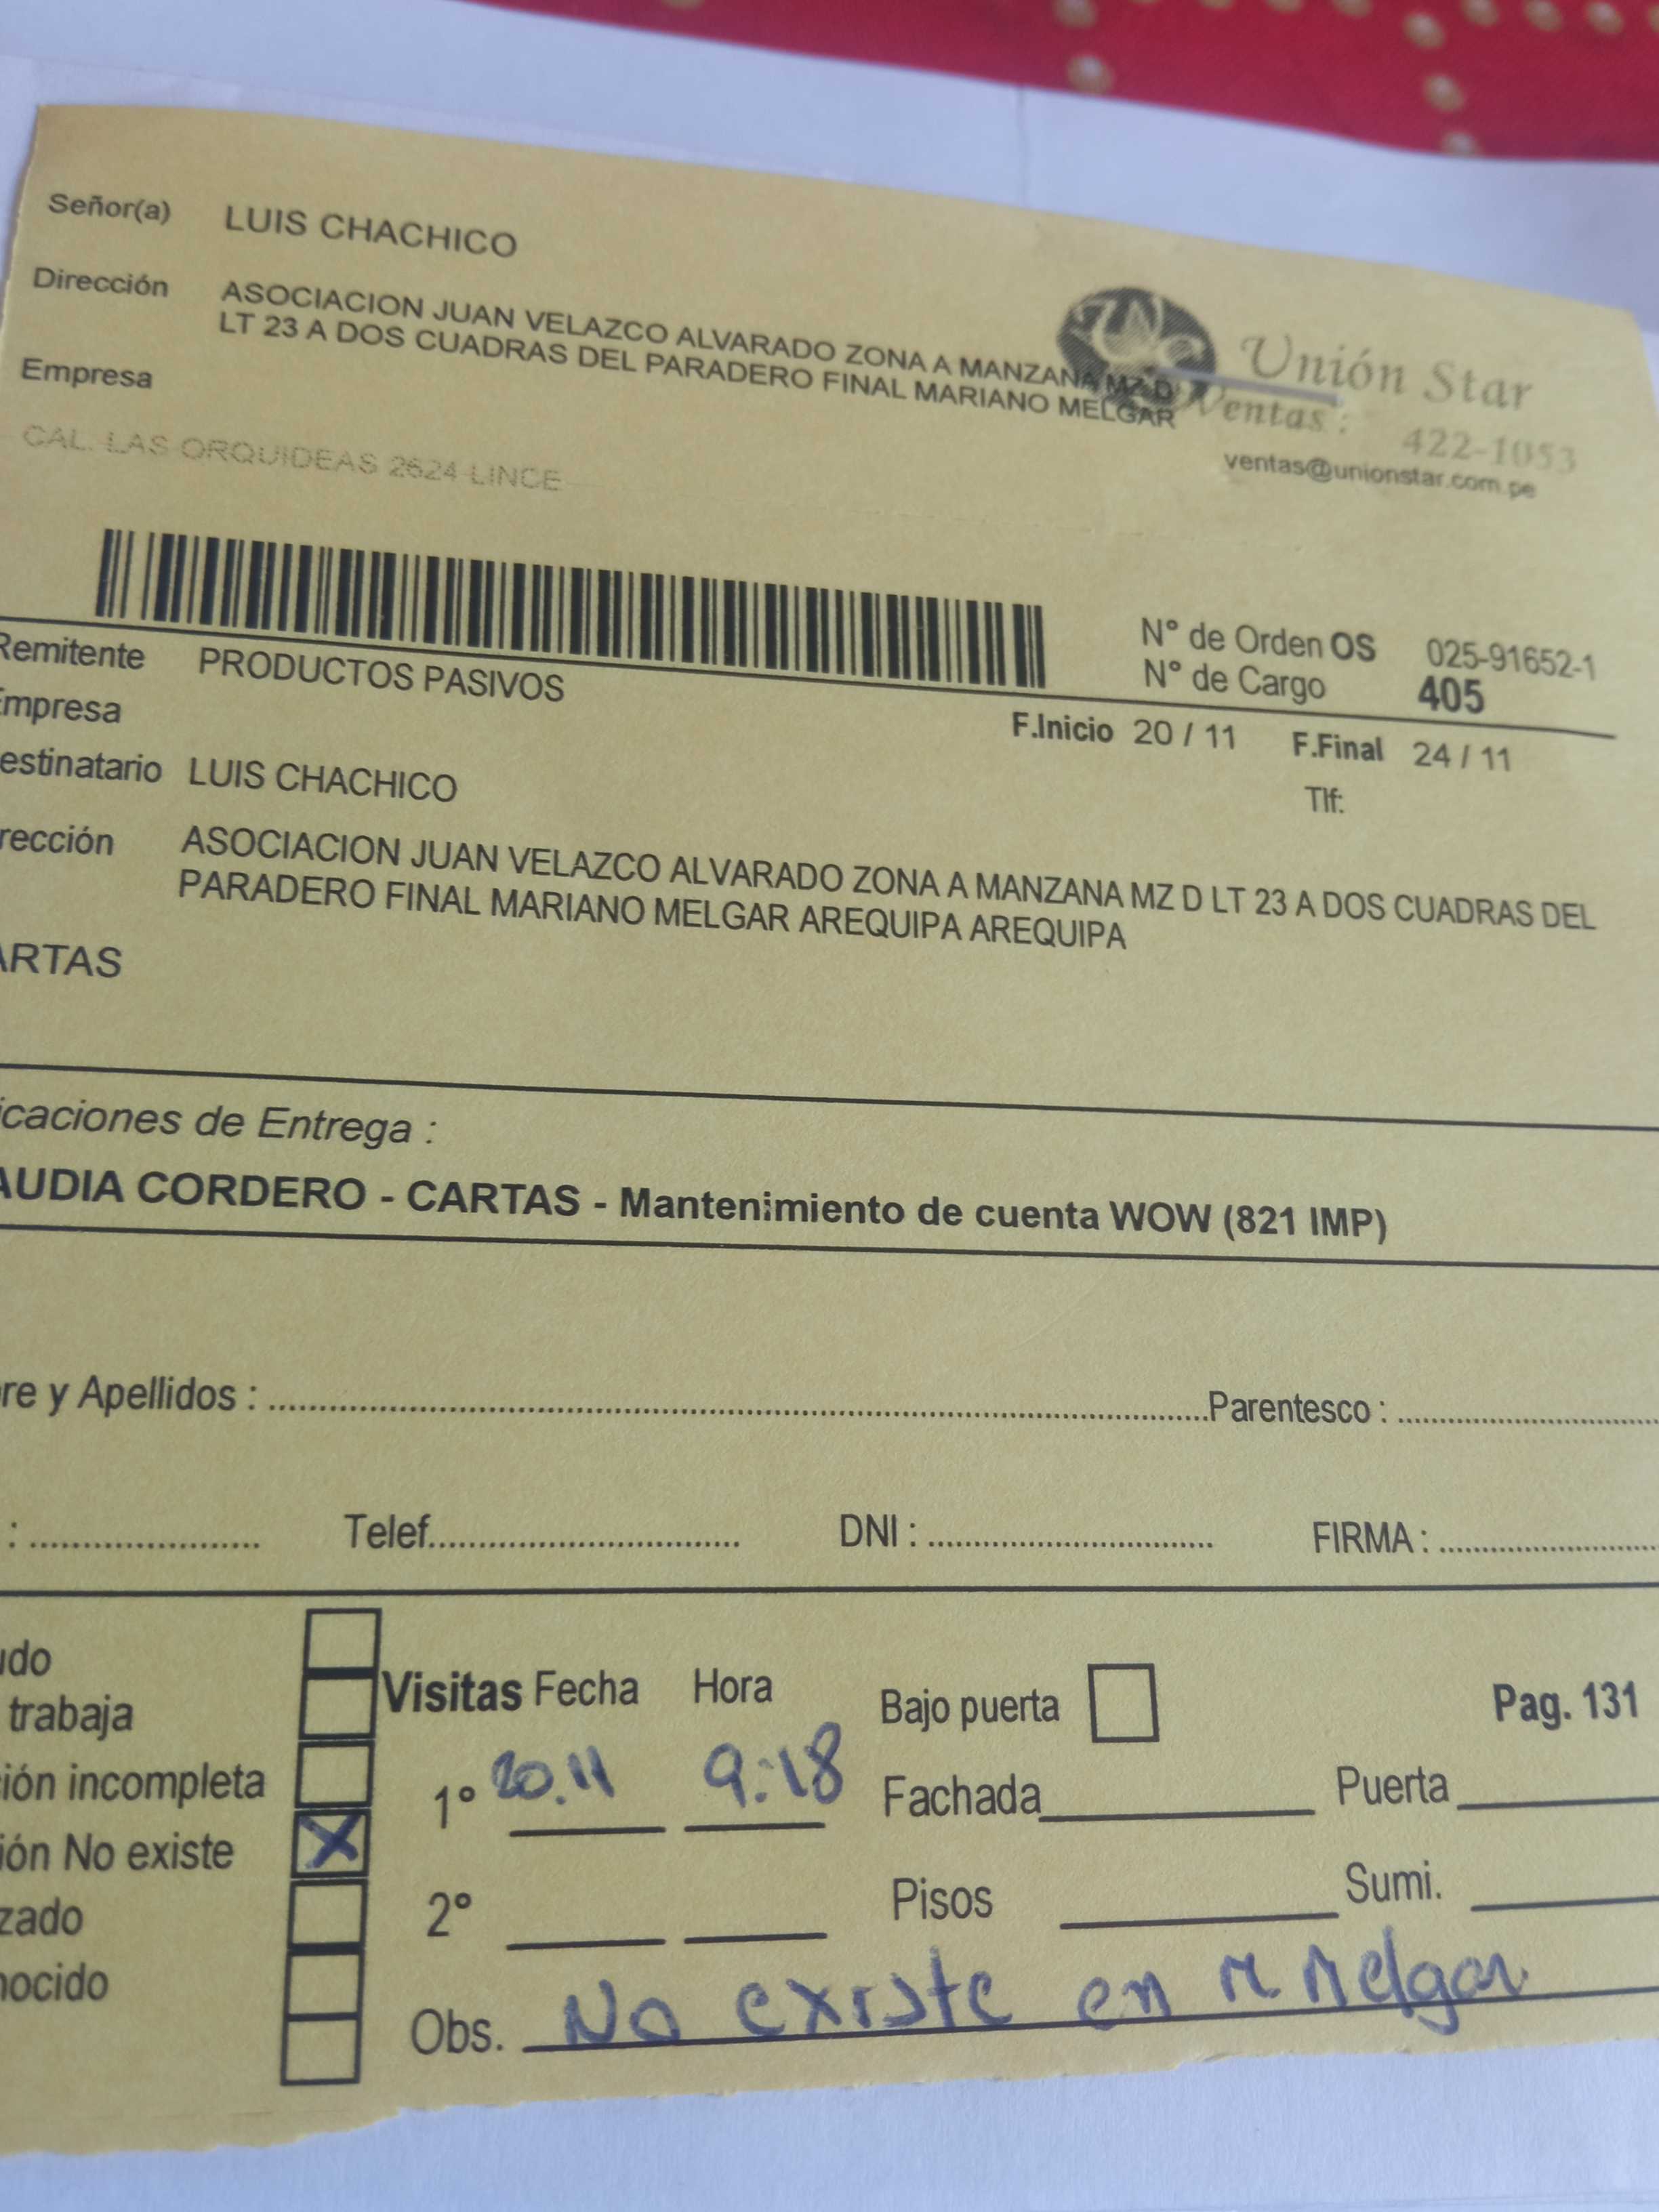 Señor(a) LUIS CHACHICO
Dirección ASOCIACION JUAN VELAZCO ALVARADO ZONA A MANZANA MZ D
LT 23 A DOS CUADRAS DEL PARADERO FINAL MARIANO MELGAR
Empresa
Unión Star
Ventas : 422-1053
ventas@unionstar.com.pe
CAL. LAS ORQUIDEAS 2624 LINCE
N° de Orden OS 025-91652-1
N° de Cargo 405
Remitente PRODUCTOS PASIVOS
Empresa
F.Inicio 20 / 11 F.Final 24 / 11
estinatario LUIS CHACHICO
Tlf:
rección ASOCIACION JUAN VELAZCO ALVARADO ZONA A MANZANA MZ D LT 23 A DOS CUADRAS DEL
PARADERO FINAL MARIANO MELGAR AREQUIPA AREQUIPA
ARTAS
icaciones de Entrega :
AUDIA CORDERO - CARTAS - Mantenimiento de cuenta WOW (821 IMP)
re y Apellidos : Parentesco :
: Telef. DNI : FIRMA :
udo
trabaja
Visitas Fecha Hora Bajo puerta Pag. 131
ión incompleta
1° 20.11 9:18 Fachada Puerta
ión No existe X
zado
2° Pisos Sumi.
nocido
Obs. No existe en M. Melgar